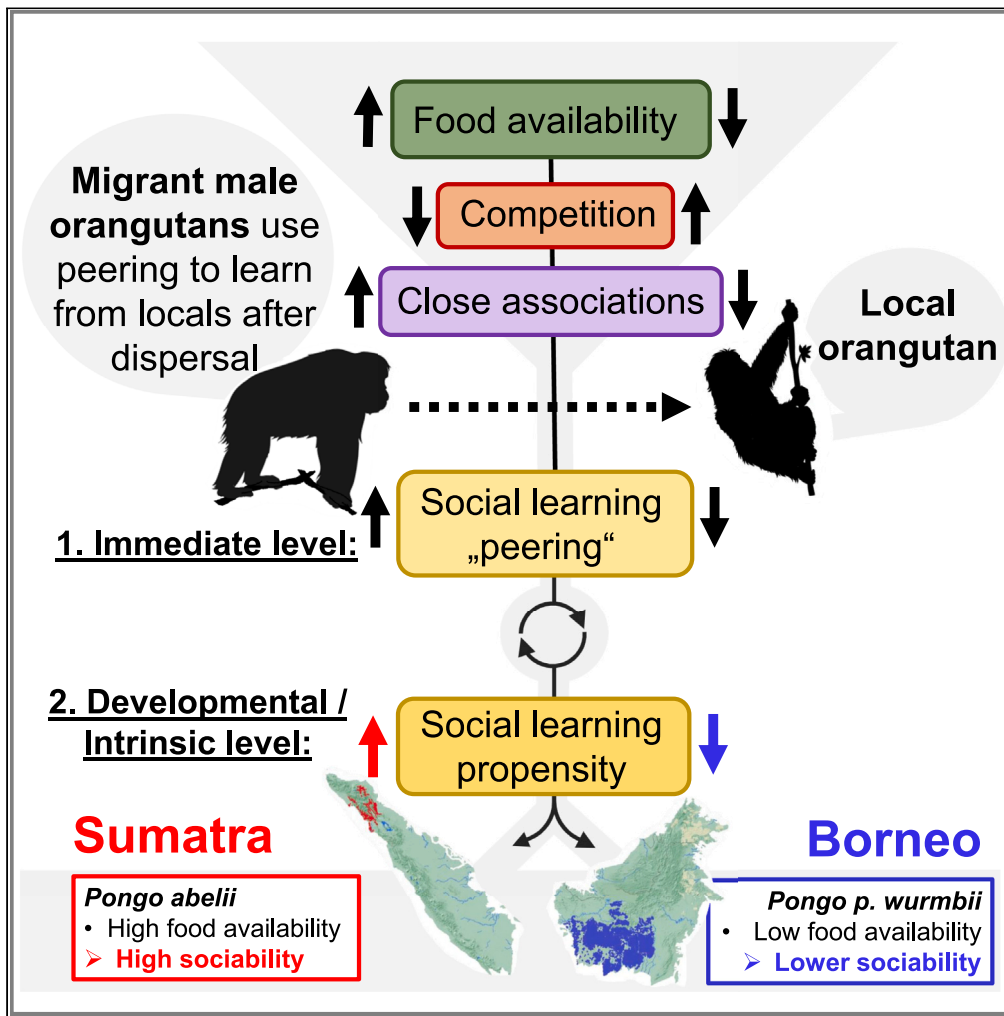 Food availability
Competition
Close associations
Migrant male
orangutans use
peering to learn
from locals after
dispersal
Local
orangutan
Social learning
„peering“
1. Immediate level:
2. Developmental /
Intrinsic level:
Social learning
propensity
Sumatra
Pongo abelii
• High food availability
➢ High sociability
Borneo
Pongo p. wurmbii
• Low food availability
➢ Lower sociability